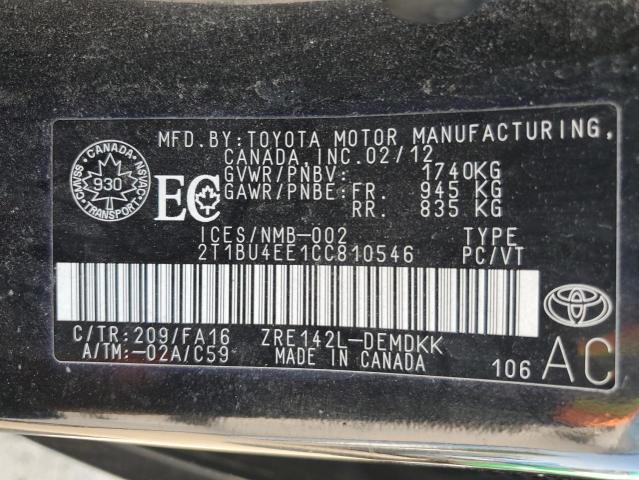 MFD.BY:TOYOTA MOTOR MANUFACTURING,
CANADA, INC.02/12
GVWR/PNBV: 1740KG
GAWR/PNBE:FR. 945 KG
RR. 835 KG
CANADA
NSVAC
930
CMVSS
TRANSPORT
EC
ICES/NMB-002 TYPE
2T1BU4EE1CC810546 PC/VT
C/TR:209/FA16 ZRE142L-DEMDKK
A/TM:-02A/C59 MADE IN CANADA
106 AC